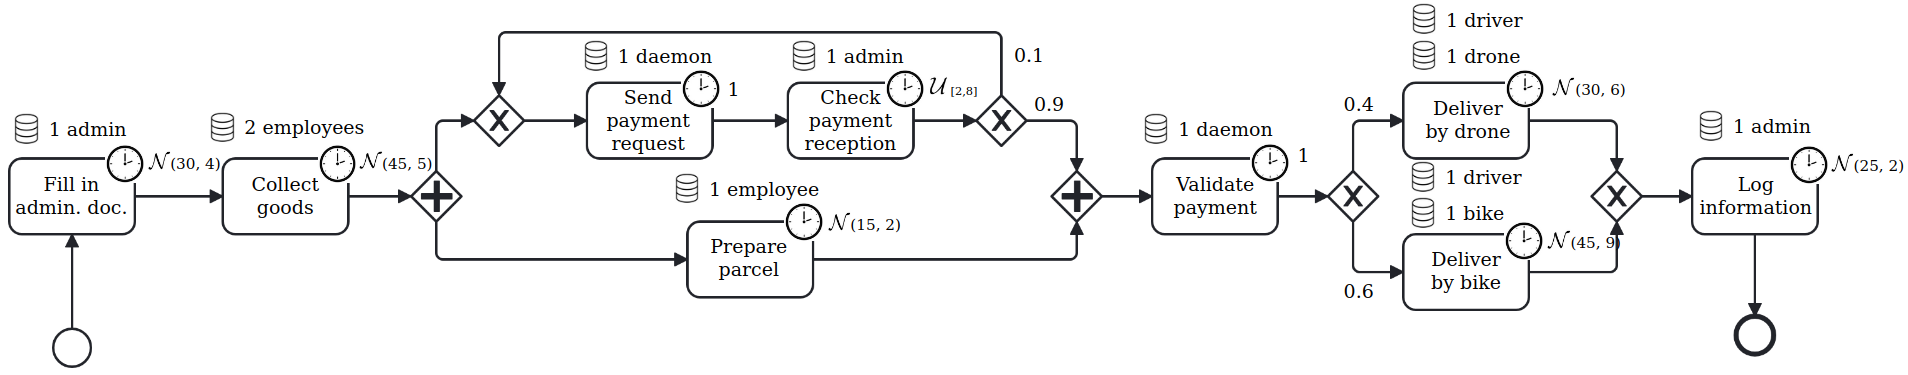 1 admin
𝒩 (30, 4)
Fill in
admin. doc.
2 employees
𝒩 (45, 5)
Collect
goods
1 daemon
1
Send
payment
request
1 admin
𝒰 [2,8]
Check
payment
reception
0.1
0.9
1 employee
𝒩 (15, 2)
Prepare
parcel
1 daemon
1
Validate
payment
0.4
0.6
1 driver
1 drone
𝒩 (30, 6)
Deliver
by drone
1 driver
1 bike
𝒩 (45, 9)
Deliver
by bike
1 admin
𝒩 (25, 2)
Log
information